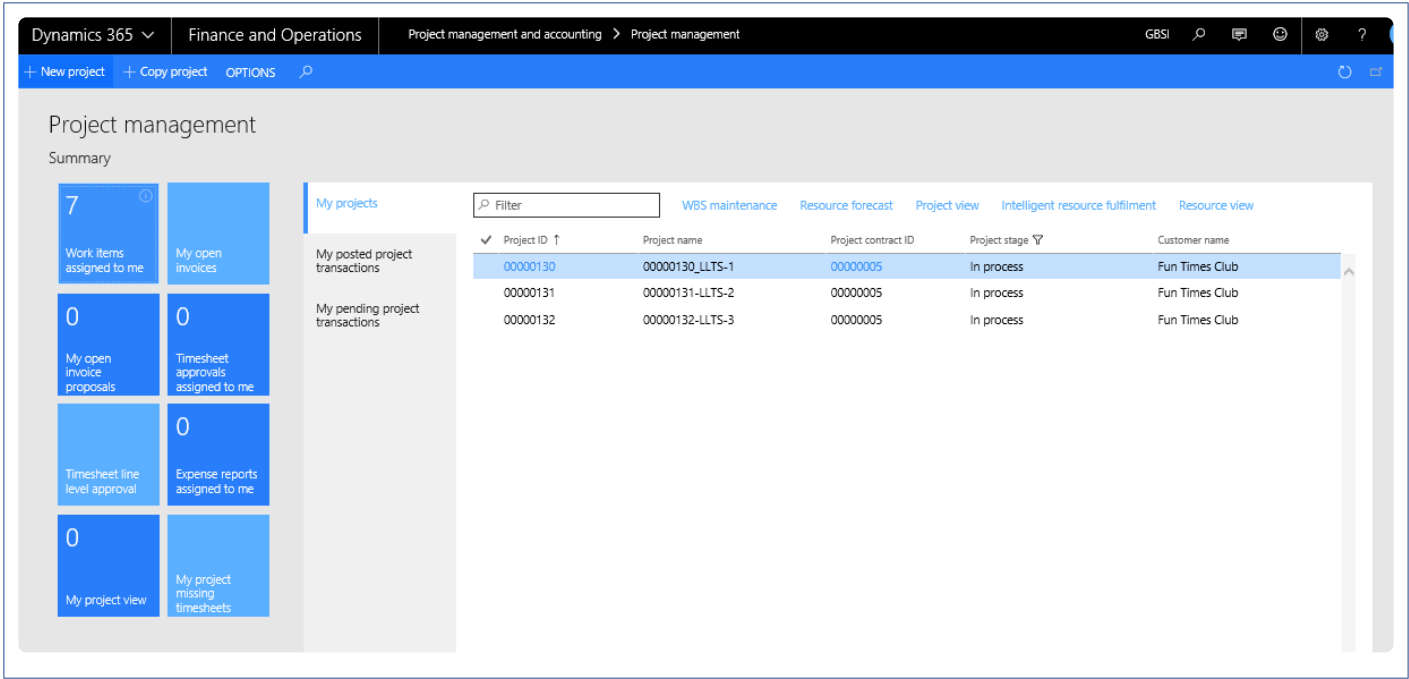 Dynamics 365 Finance and Operations Project management and accounting Project management GBSI ?
New project Copy project OPTIONS
Project management
Summary
7
Work items
assigned to me
My open
invoices
0
My open
invoice
proposals
0
Timesheet
approvals
assigned to me
Timesheet line
level approval
0
Expense reports
assigned to me
0
My project view
My project
missing
timesheets
My projects
My posted project
transactions
My pending project
transactions
Filter WBS maintenance Resource forecast Project view Intelligent resource fulfilment Resource view
Project ID ↑ Project name Project contract ID Project stage Customer name
00000130 00000130_LLTS-1 00000005 In process Fun Times Club
00000131 00000131-LLTS-2 00000005 In process Fun Times Club
00000132 00000132-LLTS-3 00000005 In process Fun Times Club